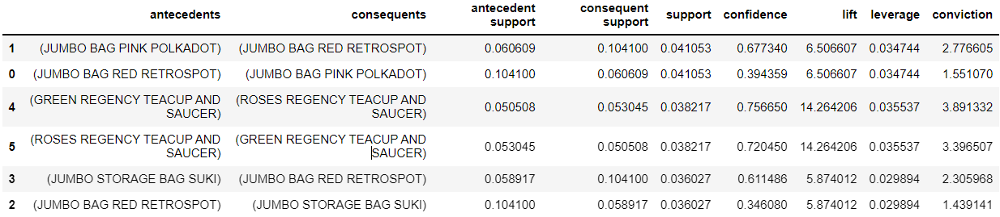 antecedents consequents antecedent support consequent support support confidence lift leverage conviction
1 (JUMBO BAG PINK POLKADOT) (JUMBO BAG RED RETROSPOT) 0.060609 0.104100 0.041053 0.677340 6.506607 0.034744 2.776605
0 (JUMBO BAG RED RETROSPOT) (JUMBO BAG PINK POLKADOT) 0.104100 0.060609 0.041053 0.394359 6.506607 0.034744 1.551070
4 (GREEN REGENCY TEACUP AND SAUCER) (ROSES REGENCY TEACUP AND SAUCER) 0.050508 0.053045 0.038217 0.756650 14.264206 0.035537 3.891332
5 (ROSES REGENCY TEACUP AND SAUCER) (GREEN REGENCY TEACUP AND SAUCER) 0.053045 0.050508 0.038217 0.720450 14.264206 0.035537 3.396507
3 (JUMBO STORAGE BAG SUKI) (JUMBO BAG RED RETROSPOT) 0.058917 0.104100 0.036027 0.611486 5.874012 0.029894 2.305968
2 (JUMBO BAG RED RETROSPOT) (JUMBO STORAGE BAG SUKI) 0.104100 0.058917 0.036027 0.346080 5.874012 0.029894 1.439141